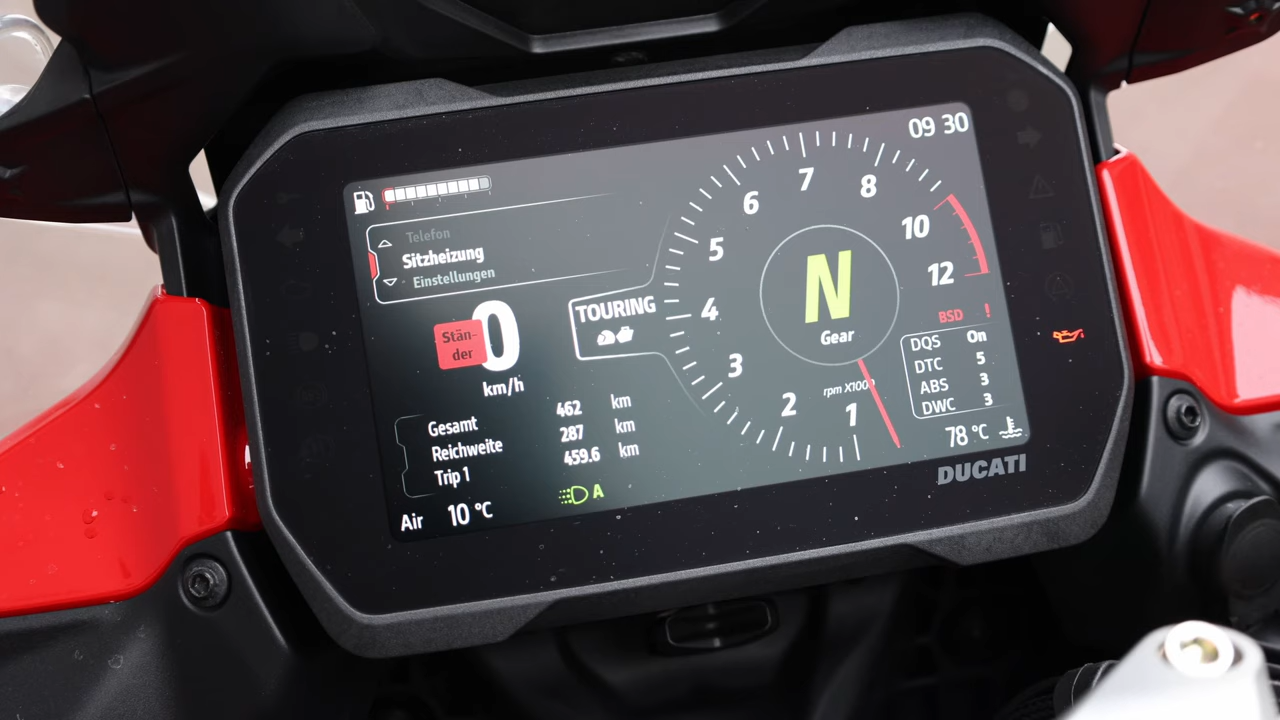 09 30
Telefon
Sitzheizung
Einstellungen
Stän-
der
0
km/h
TOURING
Gesamt 462 km
Reichweite 287 km
Trip 1 459.6 km
Air 10 °C
A
1
2
3
4
5
6
7
8
10
12
N
Gear
rpm X1000
BSD !
DQS On
DTC 5
ABS 3
DWC 3
78 °C
DUCATI